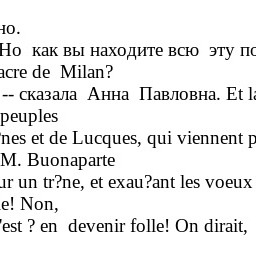 но.
Но как вы находите всю эту по
acre de Milan?
-- сказала Анна Павловна. Et la
peuples
?nes et de Lucques, qui viennent p
M. Buonaparte
ur un tr?ne, et exau?ant les voeux
le! Non,
'est ? en devenir folle! On dirait,